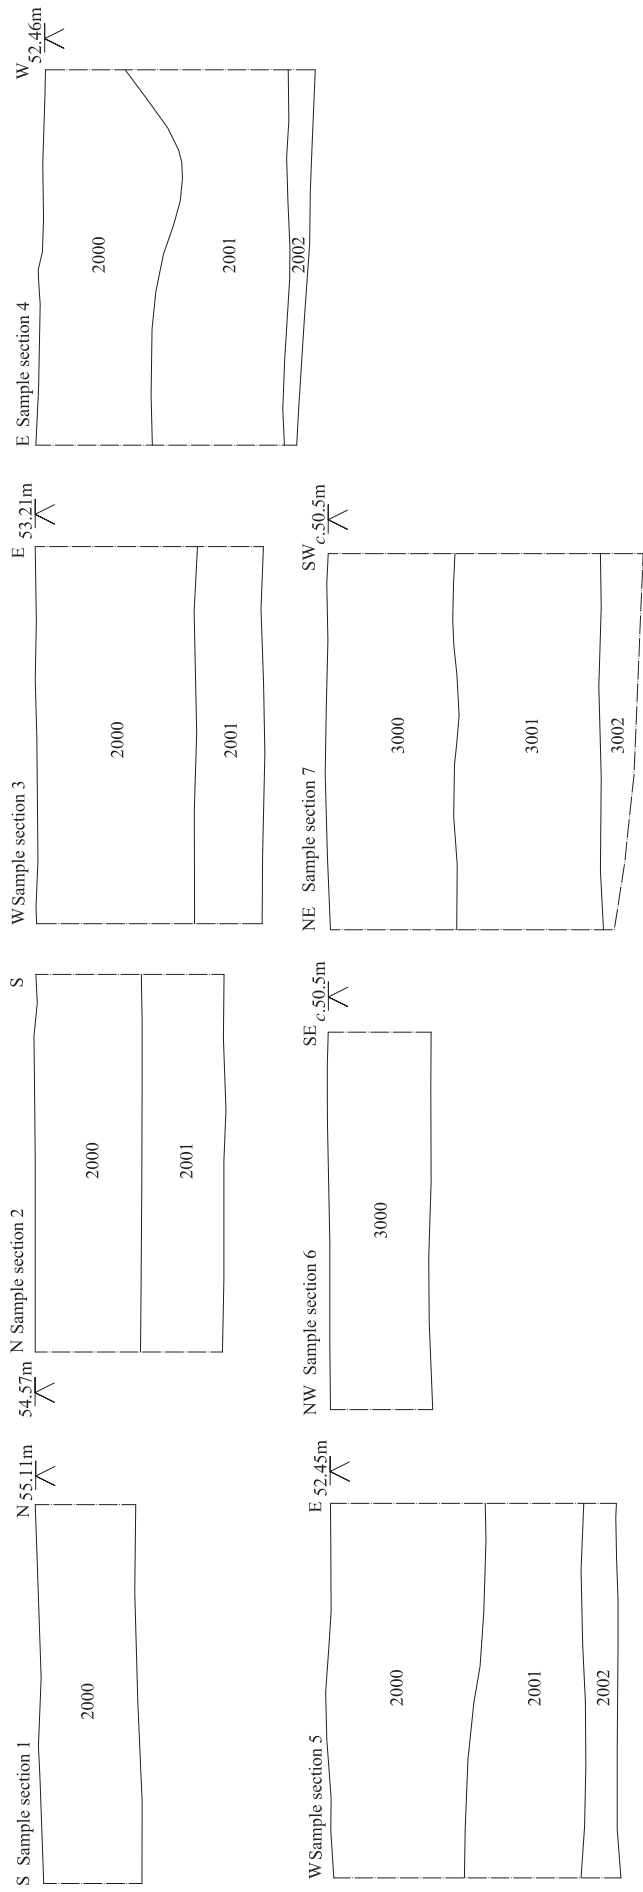 S Sample section 1 N 55.11m
2000
54.57m N Sample section 2 S
2000
2001
W Sample section 3 E 53.21m
2000
2001
E Sample section 4 W 52.46m
2000
2001
2002
W Sample section 5 E 52.45m
2000
2001
2002
NW Sample section 6 SE c.50.5m
3000
NE Sample section 7 SW c.50.5m
3000
3001
3002